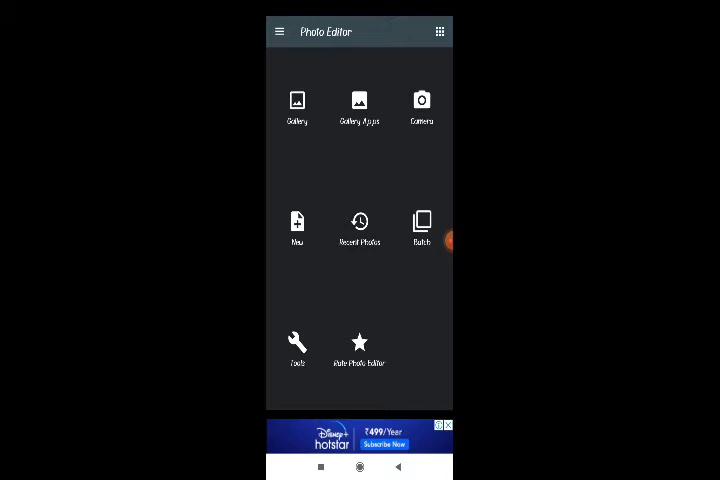 Photo Editor
Gallery
Gallery Apps
Camera
New
Recent Photos
Batch
Tools
Rate Photo Editor
Disney+ hotstar
₹499/Year
Subscribe Now